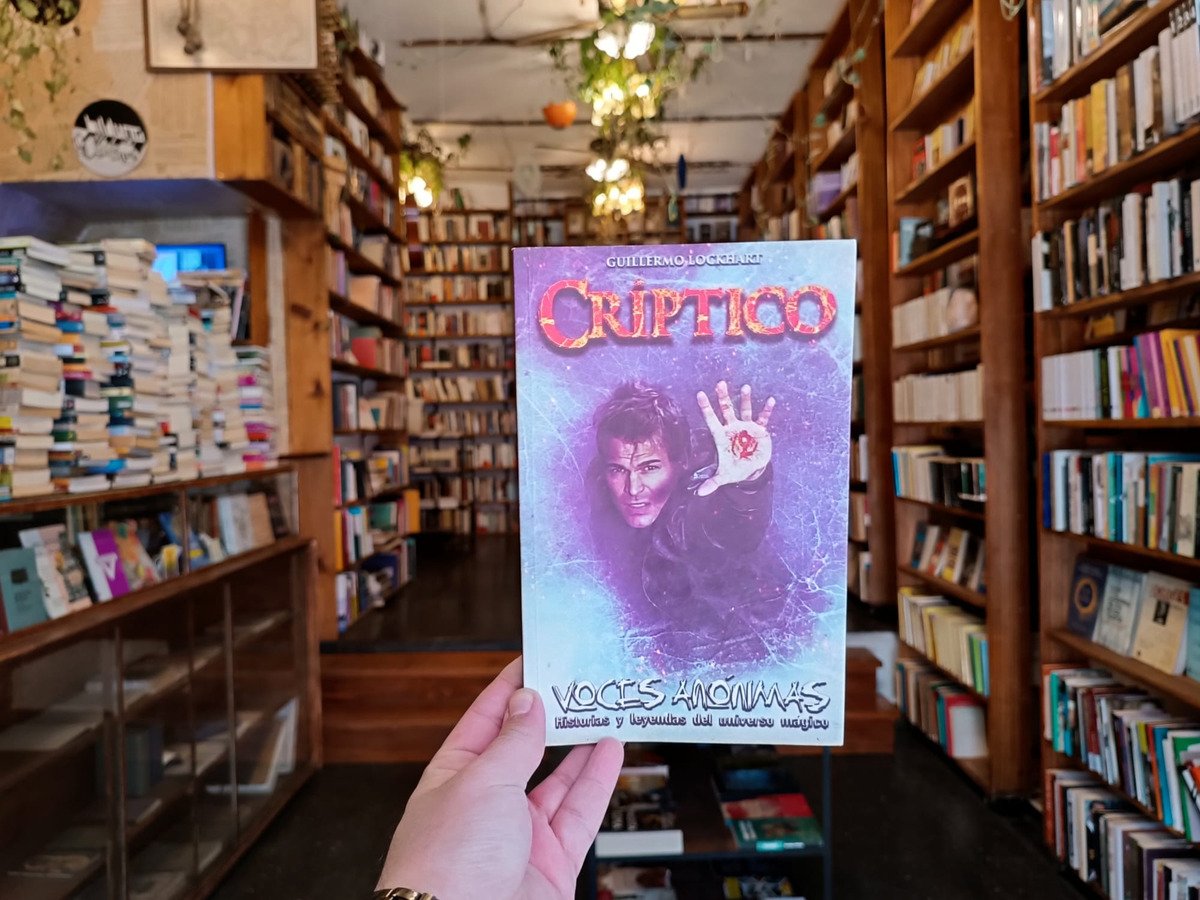 GUILLERMO LOCKHART
CRÍPTICO
VOCES ANÓNIMAS
Historias y leyendas del universo mágico